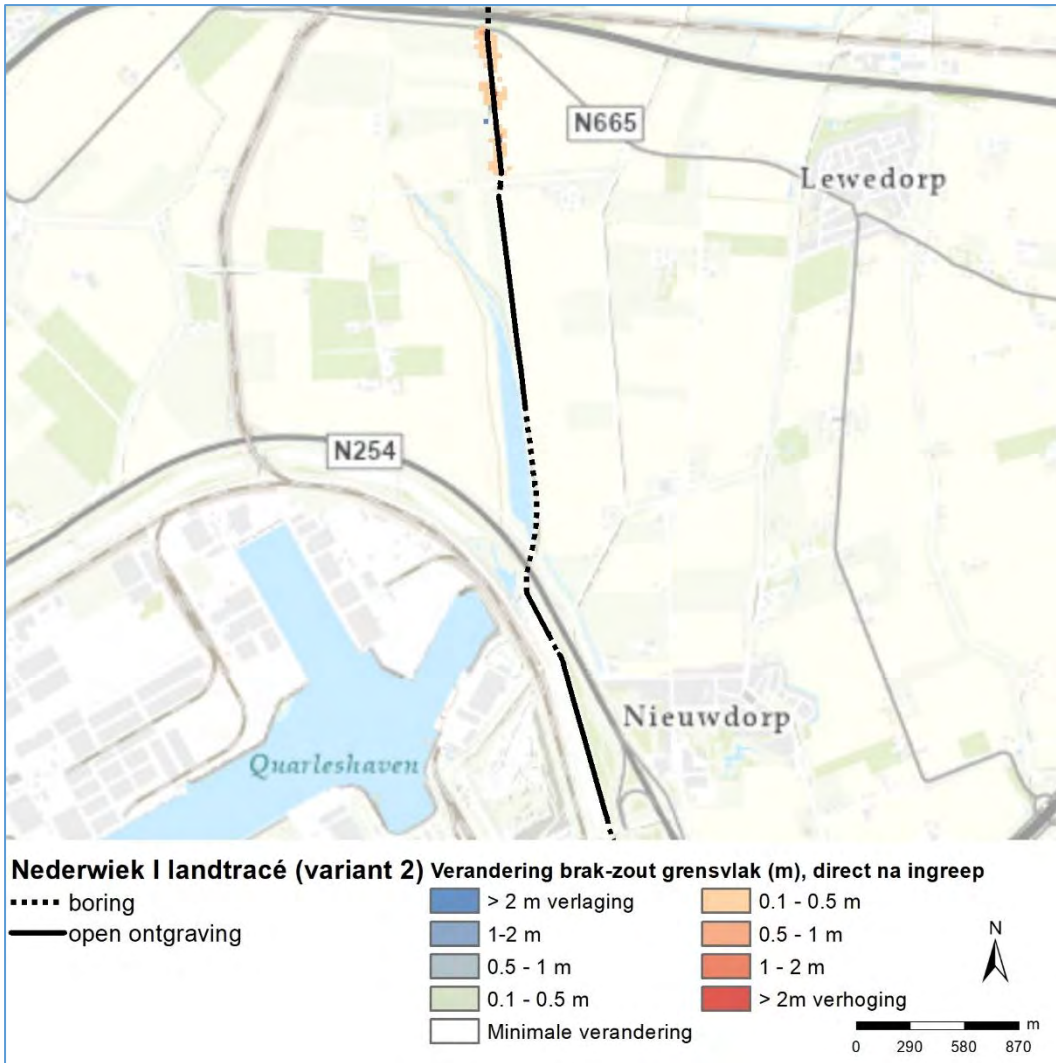 N665
Lewedorp
N254
Nieuwdorp
Quarleshaven
Nederwiek I landtracé (variant 2)
boring
open ontgraving
Verandering brak-zout grensvlak (m), direct na ingreep
> 2 m verlaging
1-2 m
0.5 - 1 m
0.1 - 0.5 m
Minimale verandering
0.1 - 0.5 m
0.5 - 1 m
1 - 2 m
> 2m verhoging
N
m
0 290 580 870